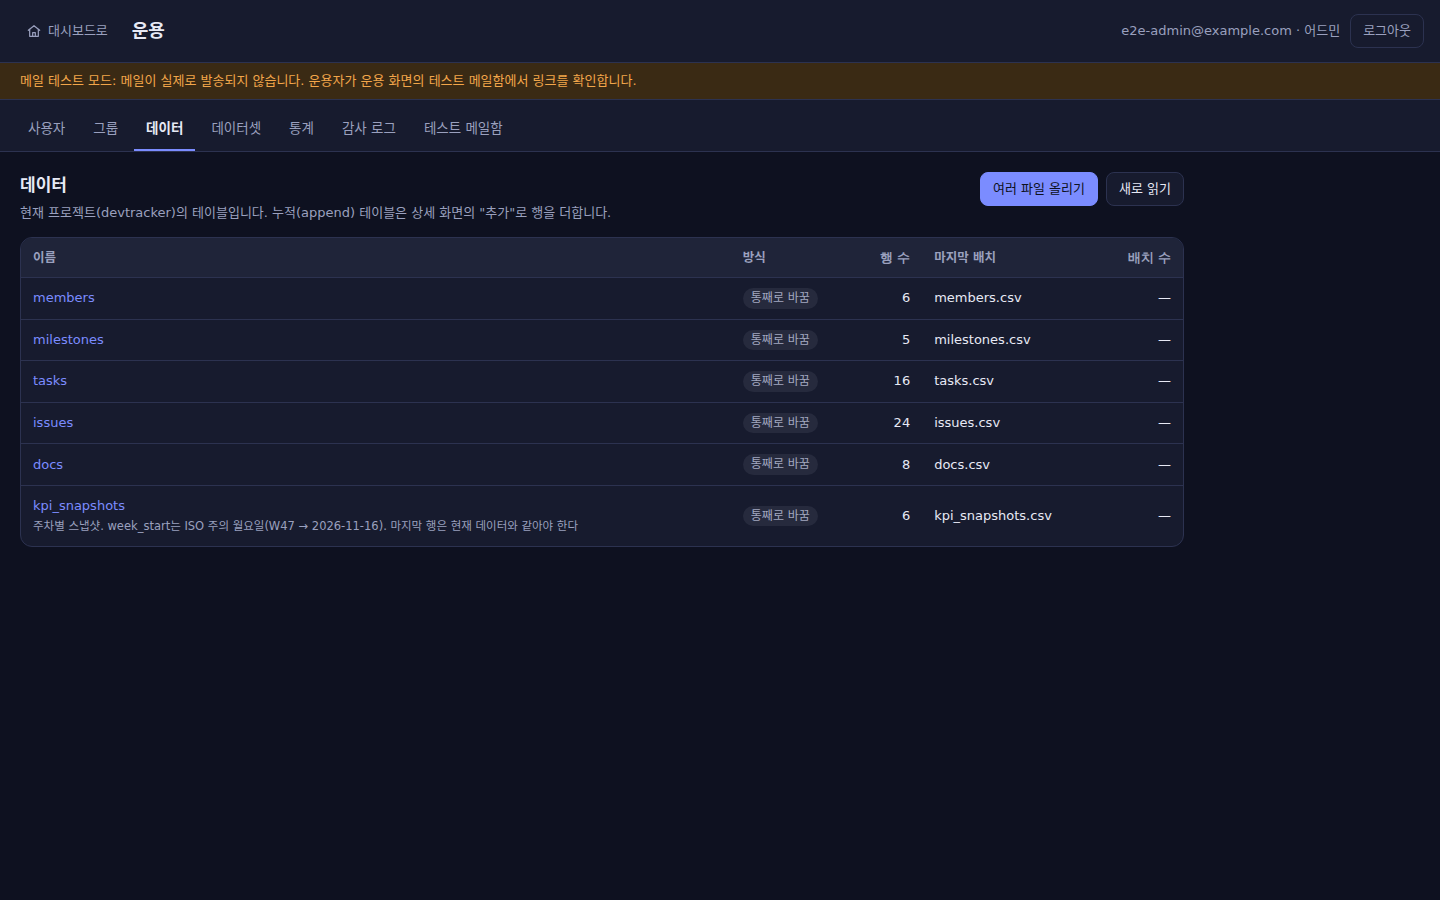 대시보드로
운용
e2e-admin@example.com · 어드민
로그아웃
메일 테스트 모드: 메일이 실제로 발송되지 않습니다. 운용자가 운용 화면의 테스트 메일함에서 링크를 확인합니다.
사용자 그룹 데이터 데이터셋 통계 감사 로그 테스트 메일함
데이터
여러 파일 올리기
새로 읽기
현재 프로젝트(devtracker)의 테이블입니다. 누적(append) 테이블은 상세 화면의 "추가"로 행을 더합니다.
이름 방식 행 수 마지막 배치 배치 수
members 통째로 바꿈 6 members.csv —
milestones 통째로 바꿈 5 milestones.csv —
tasks 통째로 바꿈 16 tasks.csv —
issues 통째로 바꿈 24 issues.csv —
docs 통째로 바꿈 8 docs.csv —
kpi_snapshots 통째로 바꿈 6 kpi_snapshots.csv —
주차별 스냅샷. week_start는 ISO 주의 월요일(W47 → 2026-11-16). 마지막 행은 현재 데이터와 같아야 한다